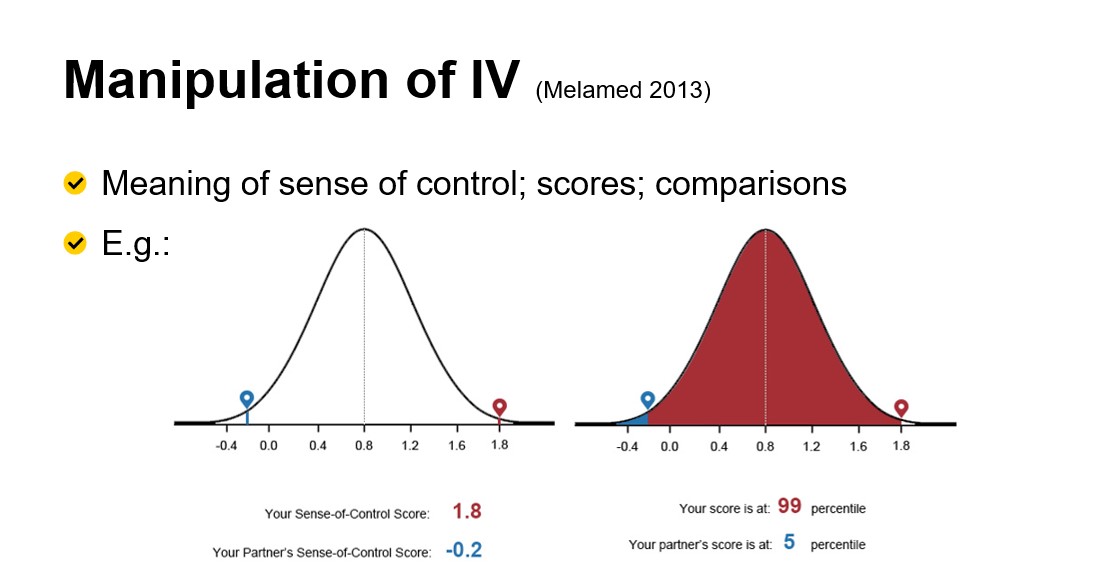 Manipulation of IV (Melamed 2013)
Meaning of sense of control; scores; comparisons
E.g.:
-0.4 0.0 0.4 0.8 1.2 1.6 1.8
Your Sense-of-Control Score: 1.8
Your Partner's Sense-of-Control Score: -0.2
-0.4 0.0 0.4 0.8 1.2 1.6 1.8
Your score is at: 99 percentile
Your partner's score is at: 5 percentile